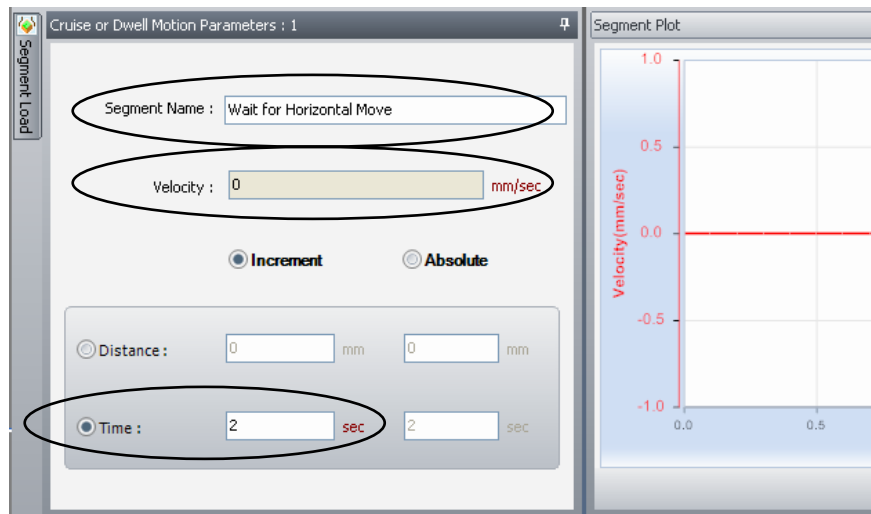 Segment Load
Cruise or Dwell Motion Parameters : 1
Segment Name : Wait for Horizontal Move
Velocity : 0 mm/sec
Increment Absolute
Distance : 0 mm 0 mm
Time : 2 sec 2 sec
Segment Plot
1.0
0.5
0.0
-0.5
-1.0
Velocity(mm/sec)
0.0 0.5